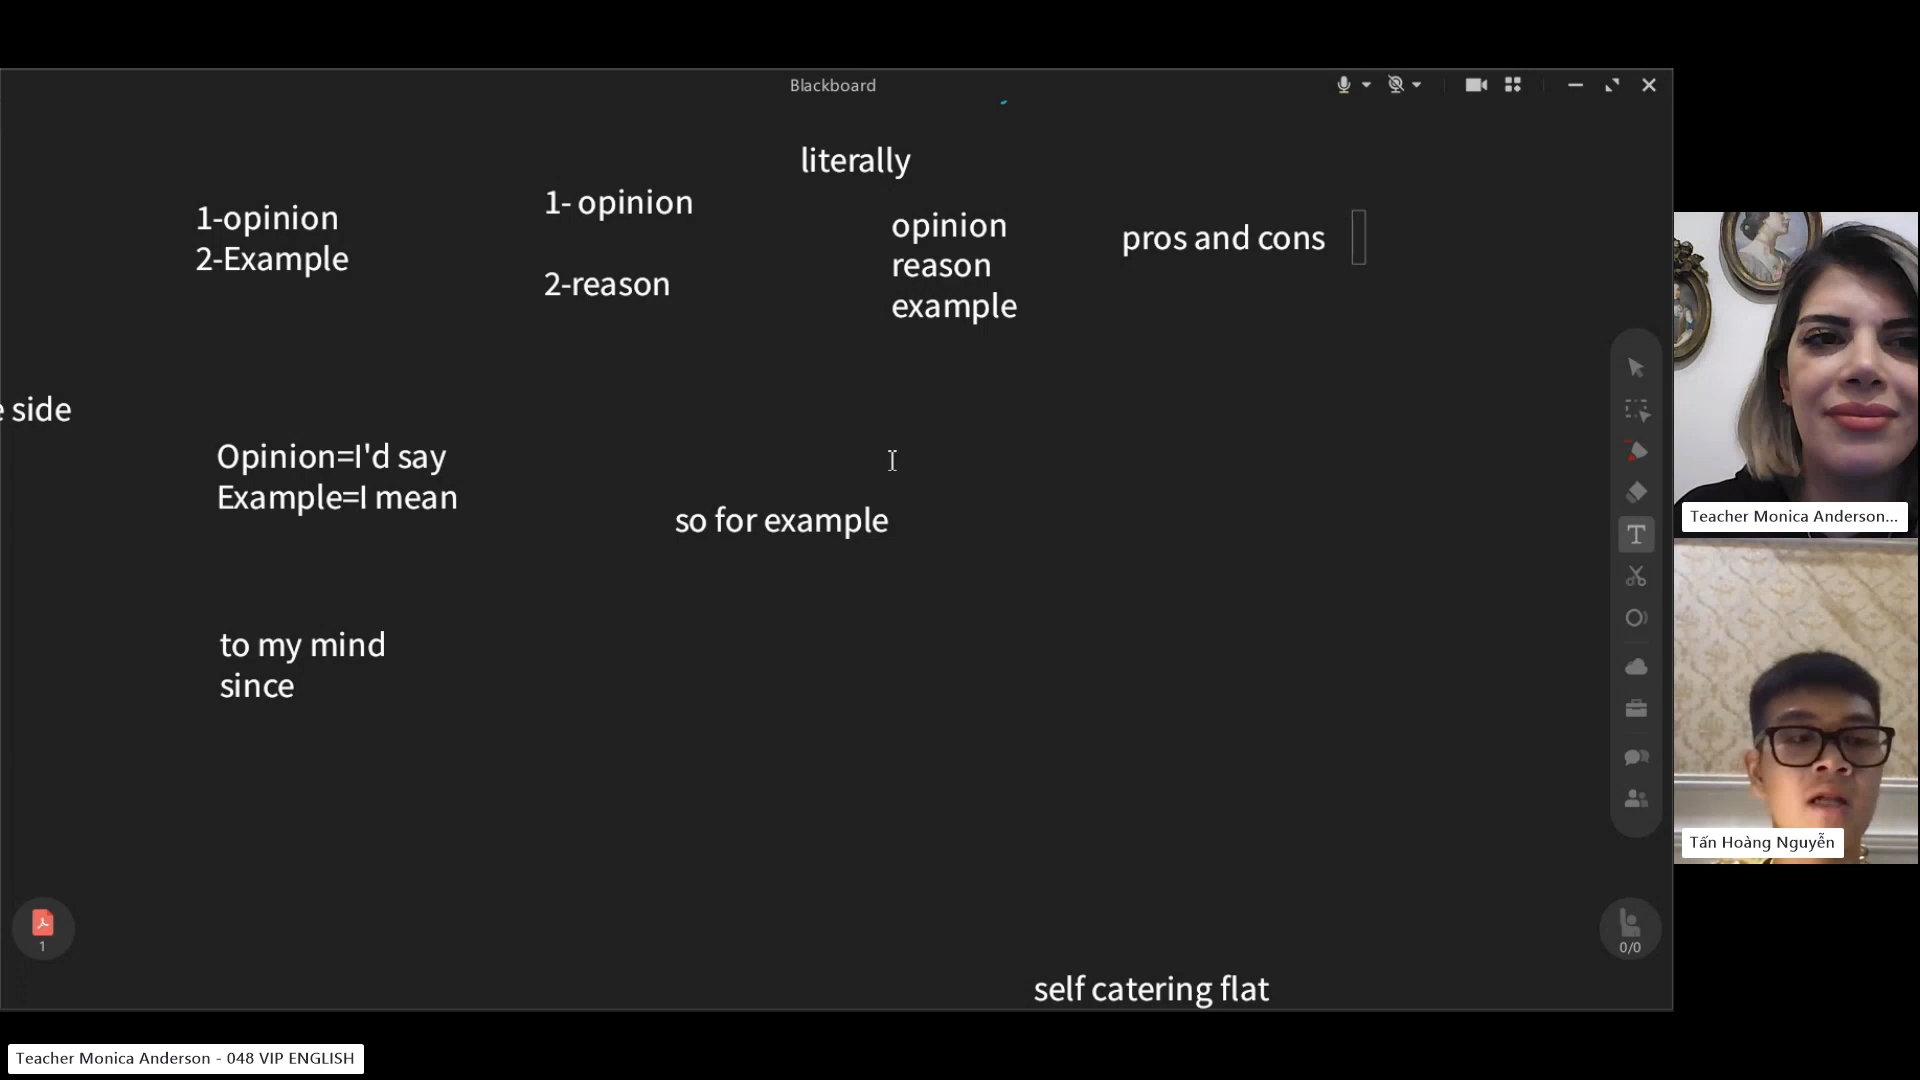 Blackboard
literally
1-opinion
2-Example
1- opinion
2-reason
opinion
reason
example
pros and cons
e side
Opinion=I'd say
Example=I mean
so for example
to my mind
since
self catering flat
1
0/0
Teacher Monica Anderson...
Tấn Hoàng Nguyễn
Teacher Monica Anderson - 048 VIP ENGLISH